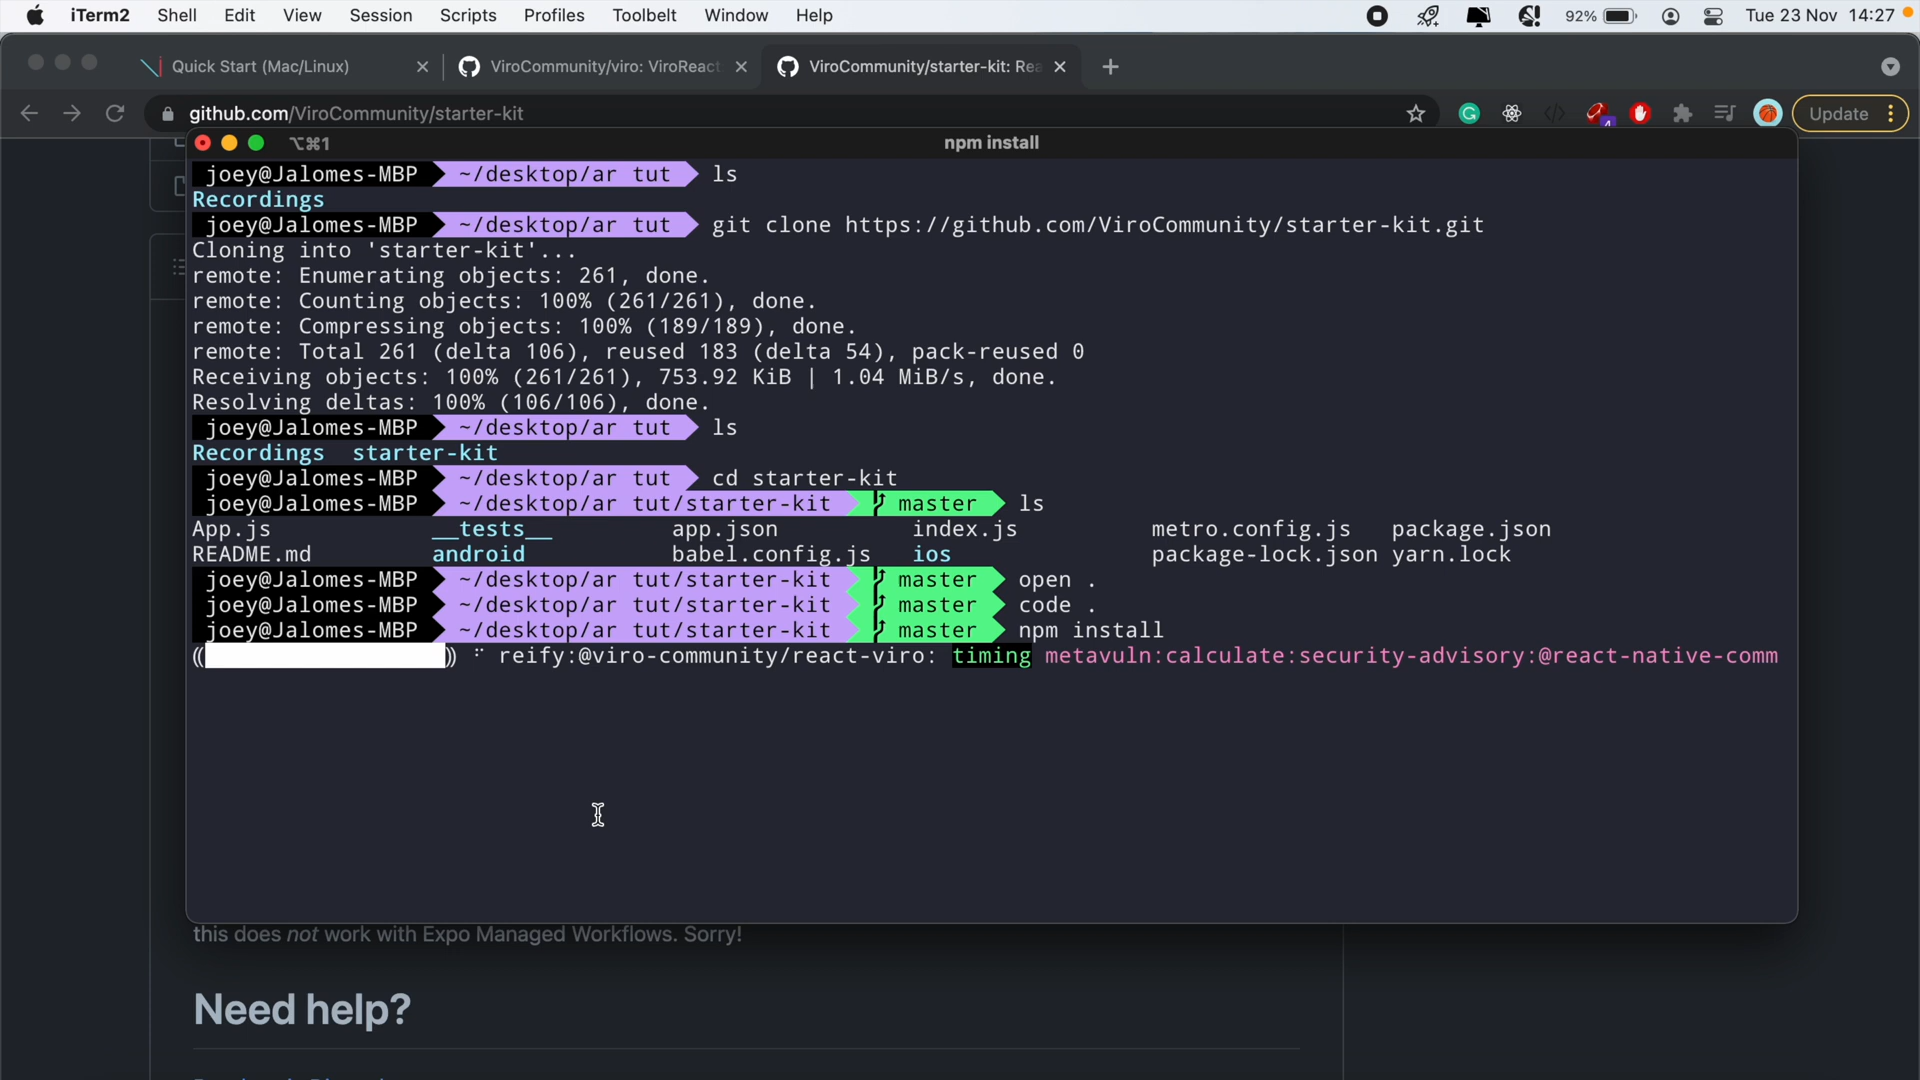 iTerm2 Shell Edit View Session Scripts Profiles Toolbelt Window Help 92% Tue 23 Nov 14:27
Quick Start (Mac/Linux) ViroCommunity/viro: ViroReact ViroCommunity/starter-kit: Rea
github.com/ViroCommunity/starter-kit 4 Update
⌥⌘1 npm install
joey@Jalomes-MBP ~/desktop/ar tut ls
Recordings
joey@Jalomes-MBP ~/desktop/ar tut git clone https://github.com/ViroCommunity/starter-kit.git
Cloning into 'starter-kit'...
remote: Enumerating objects: 261, done.
remote: Counting objects: 100% (261/261), done.
remote: Compressing objects: 100% (189/189), done.
remote: Total 261 (delta 106), reused 183 (delta 54), pack-reused 0
Receiving objects: 100% (261/261), 753.92 KiB | 1.04 MiB/s, done.
Resolving deltas: 100% (106/106), done.
joey@Jalomes-MBP ~/desktop/ar tut ls
Recordings starter-kit
joey@Jalomes-MBP ~/desktop/ar tut cd starter-kit
joey@Jalomes-MBP ~/desktop/ar tut/starter-kit master ls
App.js __tests__ app.json index.js metro.config.js package.json
README.md android babel.config.js ios package-lock.json yarn.lock
joey@Jalomes-MBP ~/desktop/ar tut/starter-kit master open .
joey@Jalomes-MBP ~/desktop/ar tut/starter-kit master code .
joey@Jalomes-MBP ~/desktop/ar tut/starter-kit master npm install
reify:@viro-community/react-viro: timing metavuln:calculate:security-advisory:@react-native-comm
this does not work with Expo Managed Workflows. Sorry!
Need help?